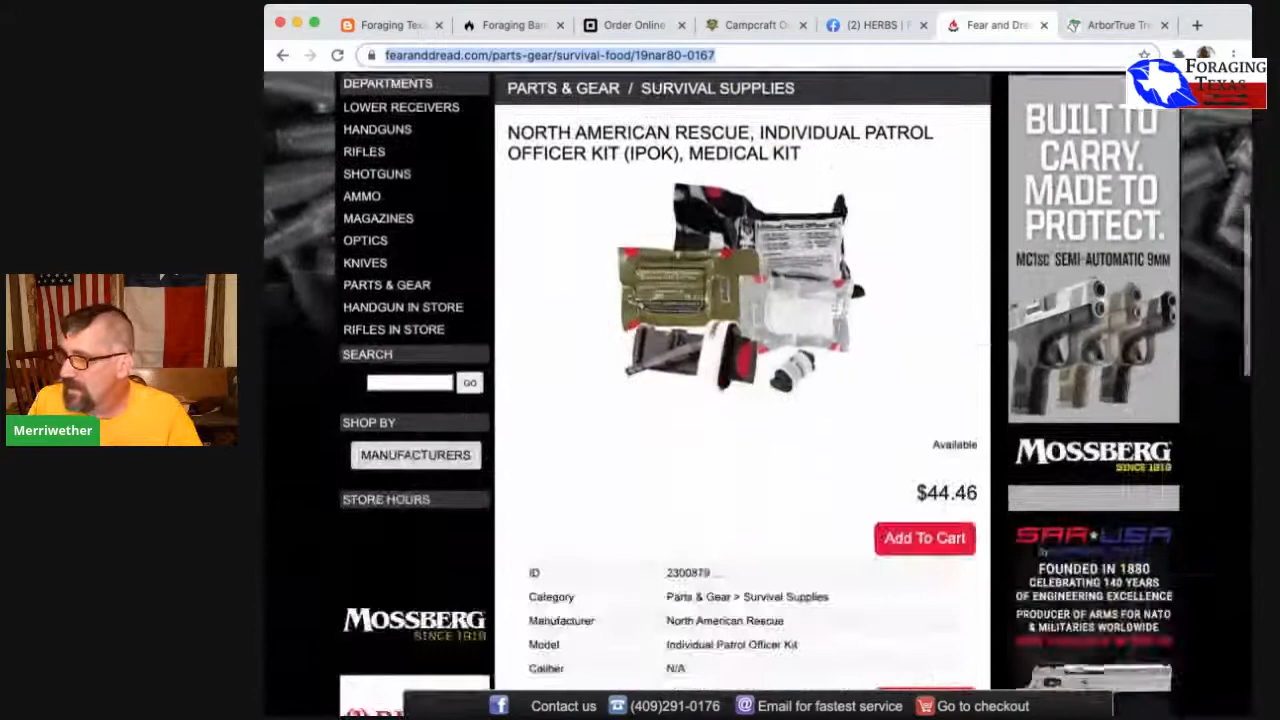 Foraging Tex
Foraging Ban
Order Online
Campcraft O
(2) HERBS | F
Fear and Dre
ArborTrue Tr
fearanddread.com/parts-gear/survival-food/19nar80-0167
FORAGING
TEXAS
DEPARTMENTS
LOWER RECEIVERS
HANDGUNS
RIFLES
SHOTGUNS
AMMO
MAGAZINES
OPTICS
KNIVES
PARTS & GEAR
HANDGUN IN STORE
RIFLES IN STORE
SEARCH
GO
SHOP BY
MANUFACTURERS
STORE HOURS
MOSSBERG
SINCE 1919
PARTS & GEAR / SURVIVAL SUPPLIES
NORTH AMERICAN RESCUE, INDIVIDUAL PATROL
OFFICER KIT (IPOK), MEDICAL KIT
Available
$44.46
Add To Cart
ID 2300879
Category Parts & Gear > Survival Supplies
Manufacturer North American Rescue
Model Individual Patrol Officer Kit
Caliber N/A
BUILT TO
CARRY.
MADE TO
PROTECT.
MC1SC SEMI-AUTOMATIC 9MM
MOSSBERG
SINCE 1919
SAR★USA
FOUNDED IN 1880
CELEBRATING 140 YEARS
OF ENGINEERING EXCELLENCE
PRODUCER OF ARMS FOR NATO
& MILITARIES WORLDWIDE
Merriwether
Contact us (409)291-0176 Email for fastest service Go to checkout